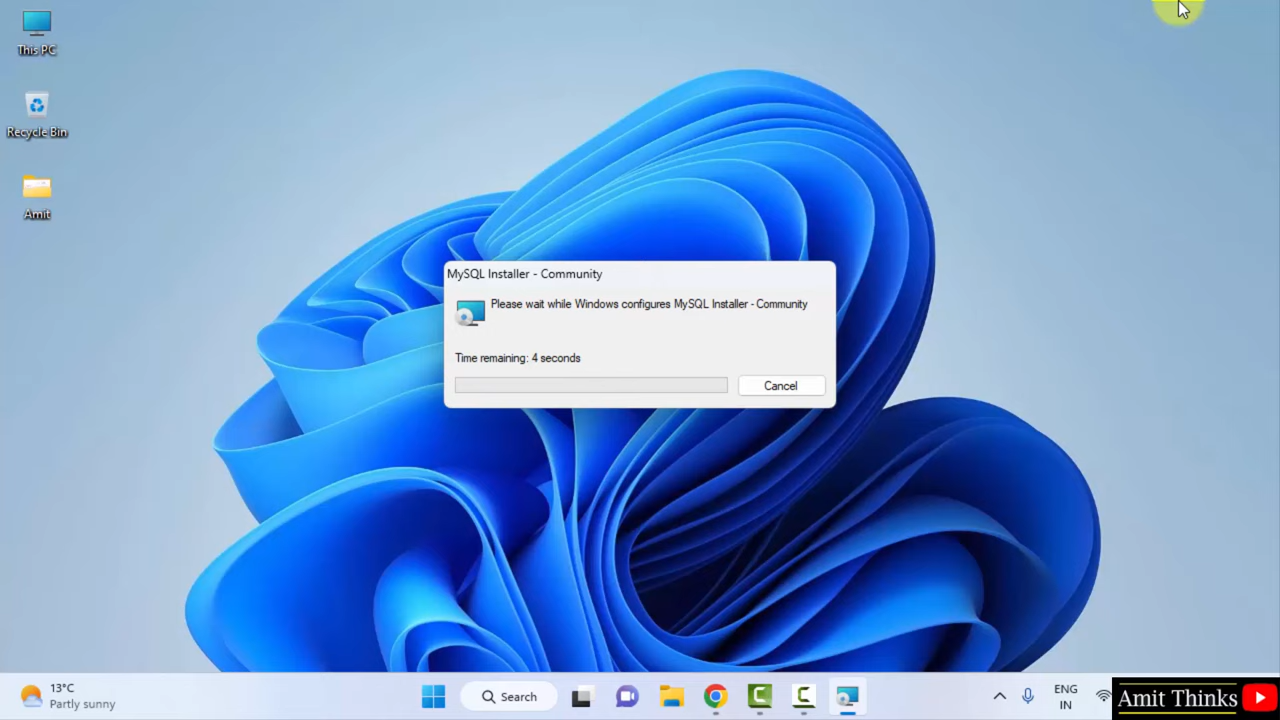 This PC
Recycle Bin
Amit
MySQL Installer - Community
Please wait while Windows configures MySQL Installer - Community
Time remaining: 4 seconds
Cancel
13°C
Partly sunny
Search
ENG
IN
Amit Thinks